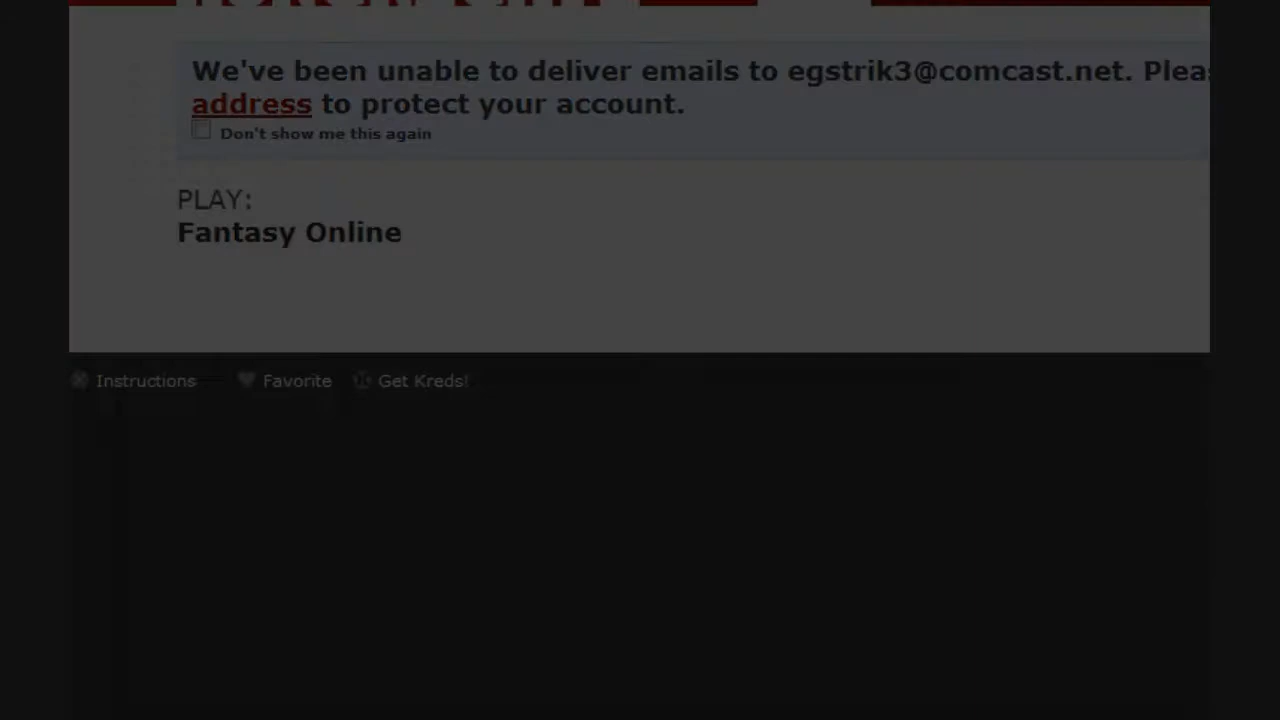 We've been unable to deliver emails to egstrik3@comcast.net.
address to protect your account.
Don't show me this again
PLAY:
Fantasy Online
Instructions
Favorite
Get Kreds!